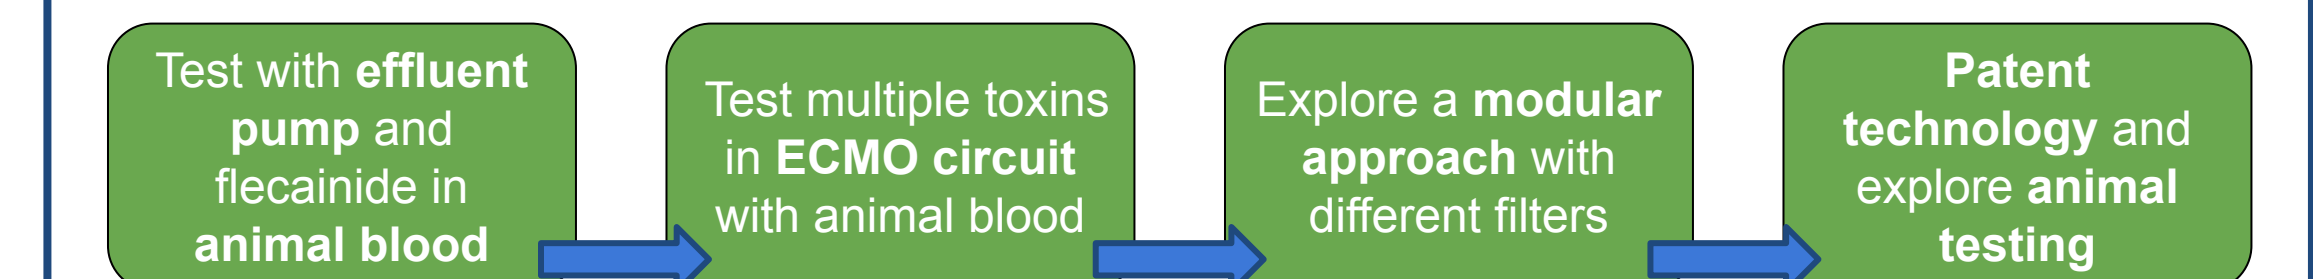 Test with effluent
pump and
flecainide in
animal blood
Test multiple toxins
in ECMO circuit
with animal blood
Explore a modular
approach with
different filters
Patent
technology and
explore animal
testing